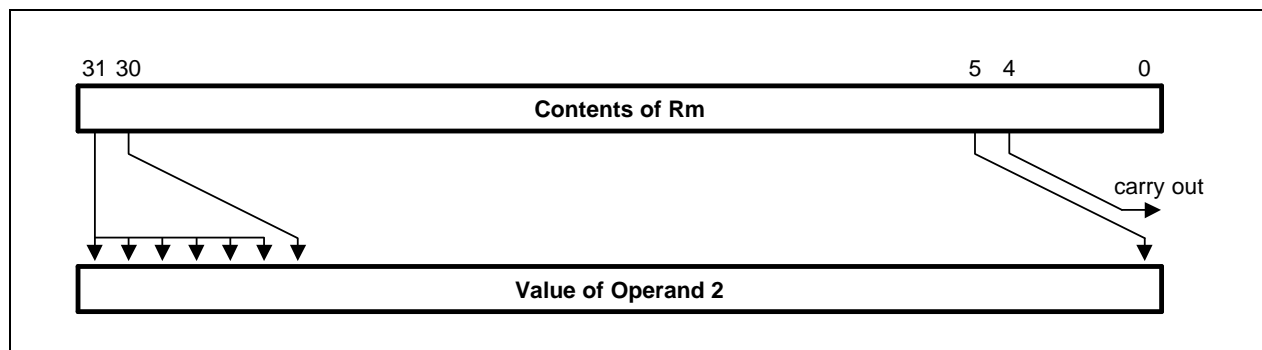 31 30 5 4 0
Contents of Rm
carry out
Value of Operand 2